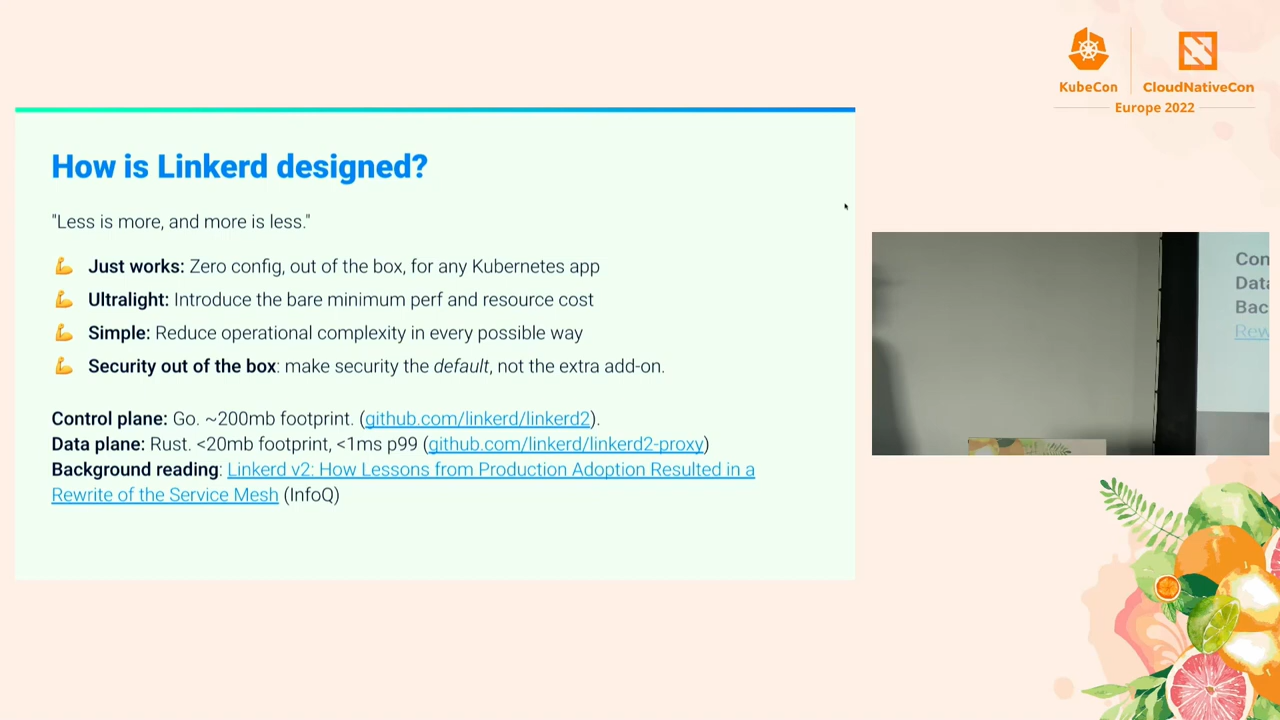 KubeCon
CloudNativeCon
Europe 2022
How is Linkerd designed?
"Less is more, and more is less."
💪 Just works: Zero config, out of the box, for any Kubernetes app
💪 Ultralight: Introduce the bare minimum perf and resource cost
💪 Simple: Reduce operational complexity in every possible way
💪 Security out of the box: make security the default, not the extra add-on.
Control plane: Go. ~200mb footprint. (github.com/linkerd/linkerd2).
Data plane: Rust. <20mb footprint, <1ms p99 (github.com/linkerd/linkerd2-proxy)
Background reading: Linkerd v2: How Lessons from Production Adoption Resulted in a
Rewrite of the Service Mesh (InfoQ)
Con
Data
Bac
Rew